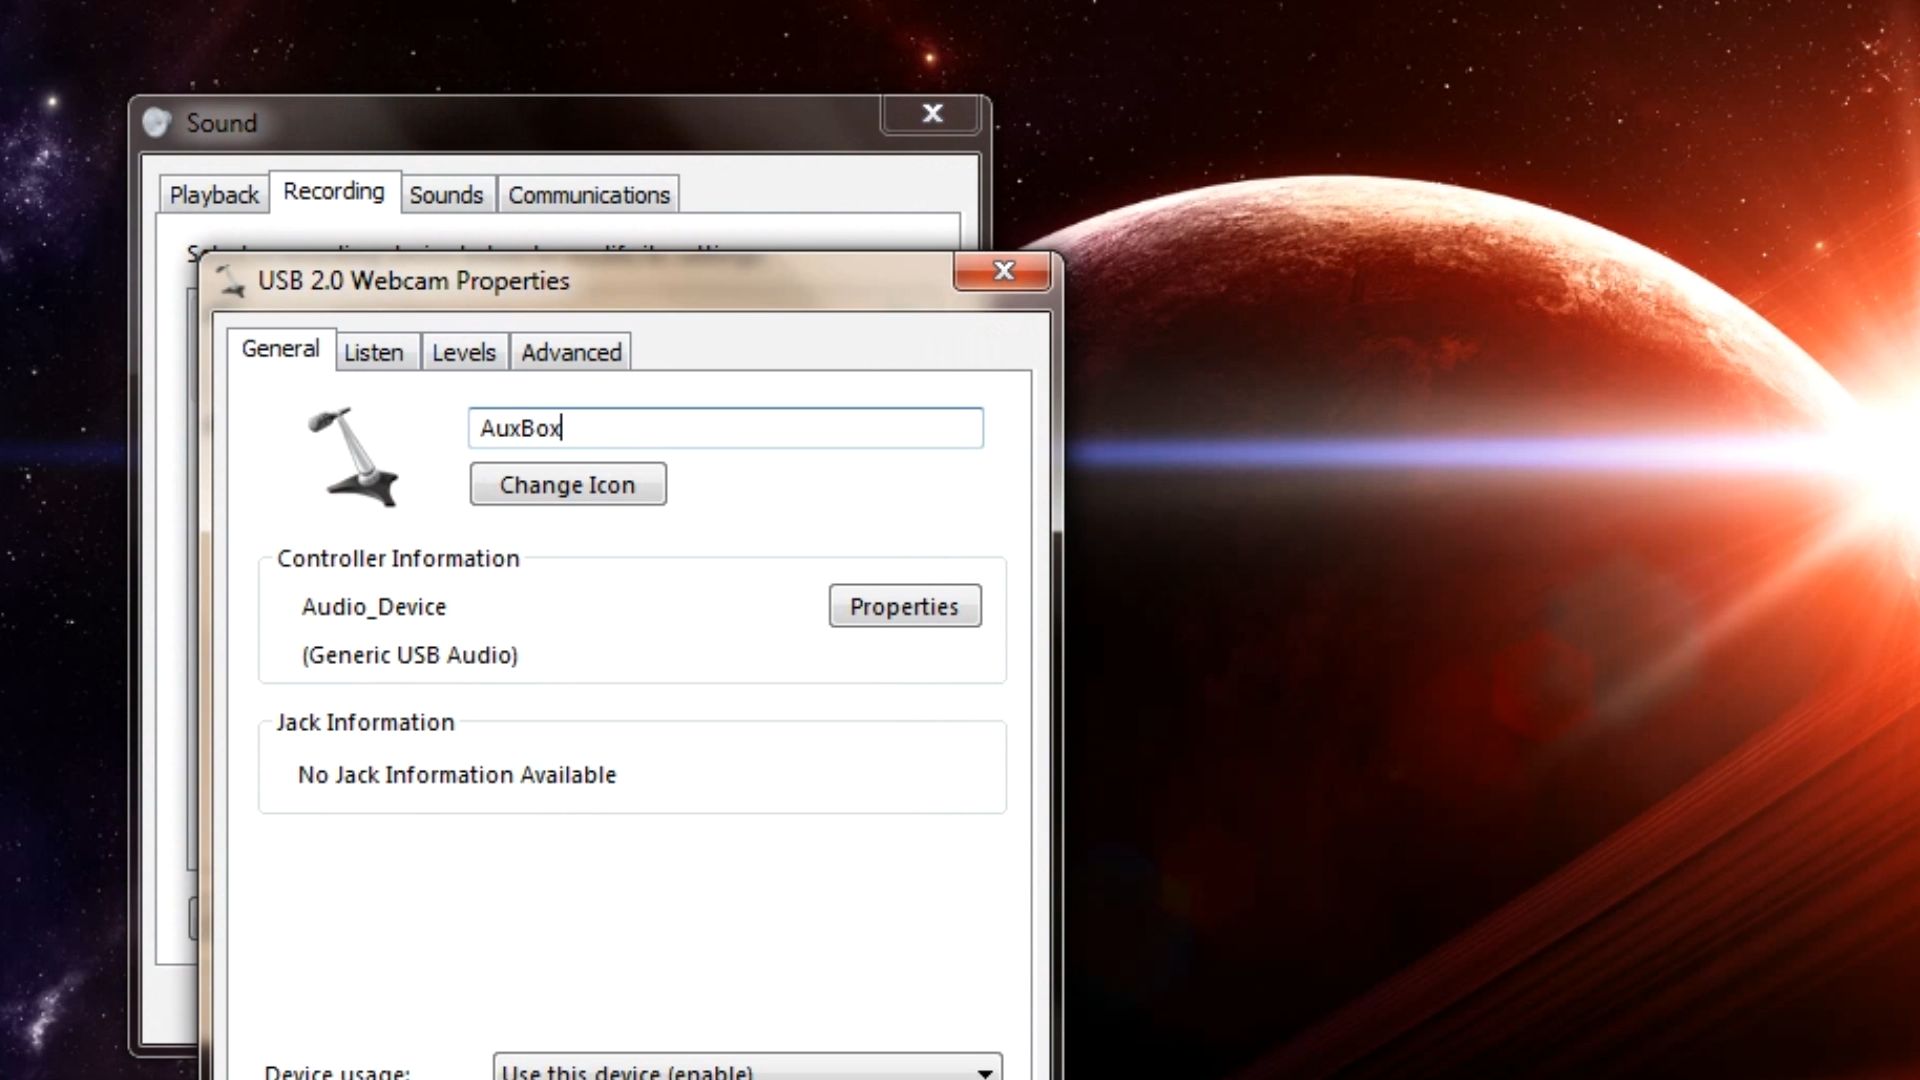 Sound
X
Playback Recording Sounds Communications
USB 2.0 Webcam Properties
X
General Listen Levels Advanced
AuxBox
Change Icon
Controller Information
Audio_Device
Properties
(Generic USB Audio)
Jack Information
No Jack Information Available
Device usage: Use this device (enable)